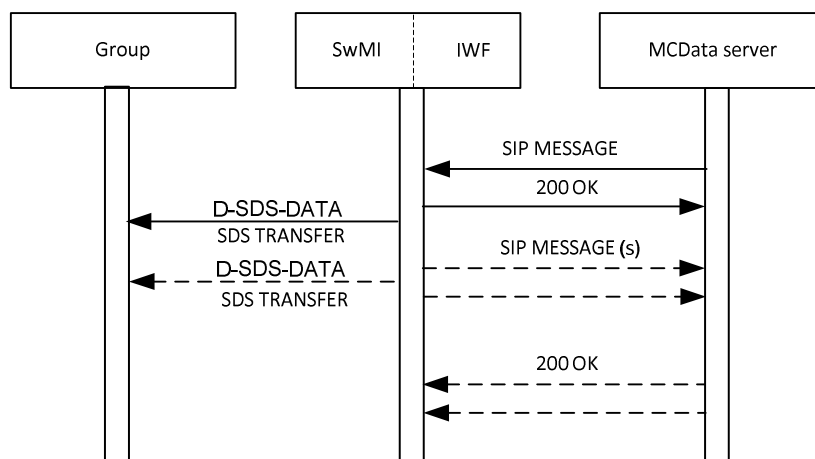 Group
SwMI
IWF
MCData server
SIP MESSAGE
200 OK
D-SDS-DATA
SDS TRANSFER
SIP MESSAGE (s)
D-SDS-DATA
SDS TRANSFER
200 OK